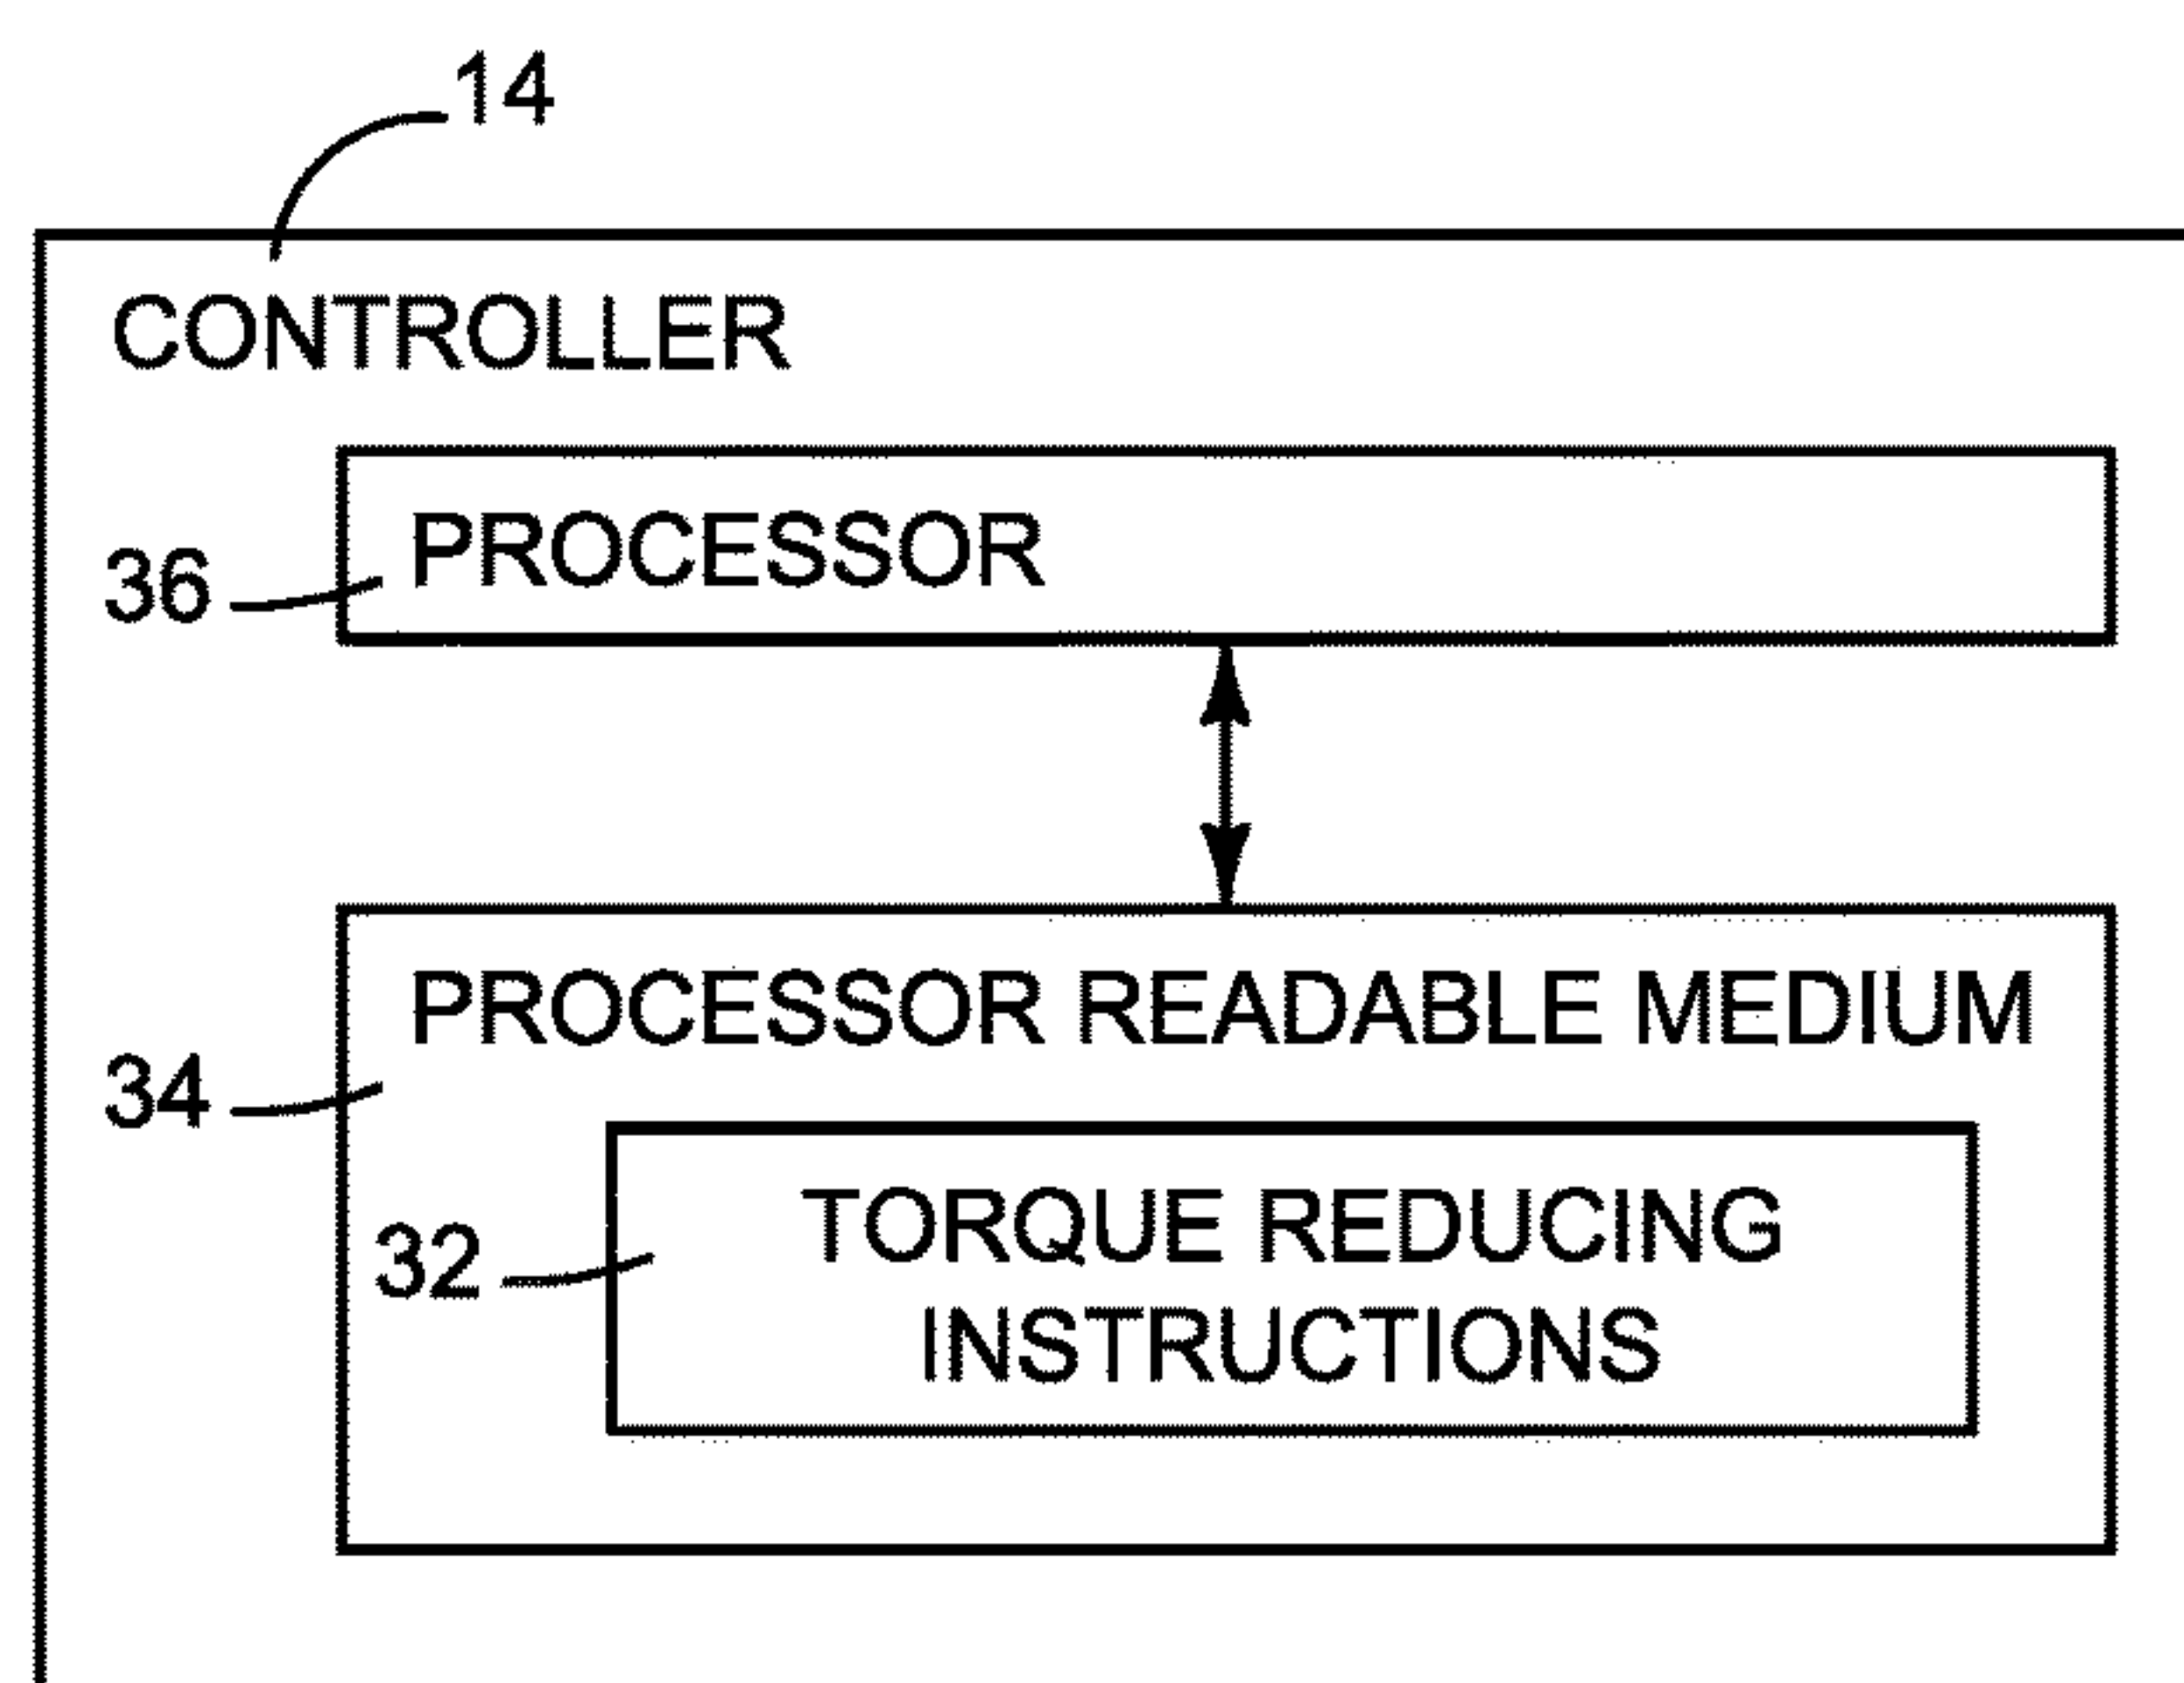 14
CONTROLLER
PROCESSOR
36
PROCESSOR READABLE MEDIUM
34
TORQUE REDUCING
32
INSTRUCTIONS